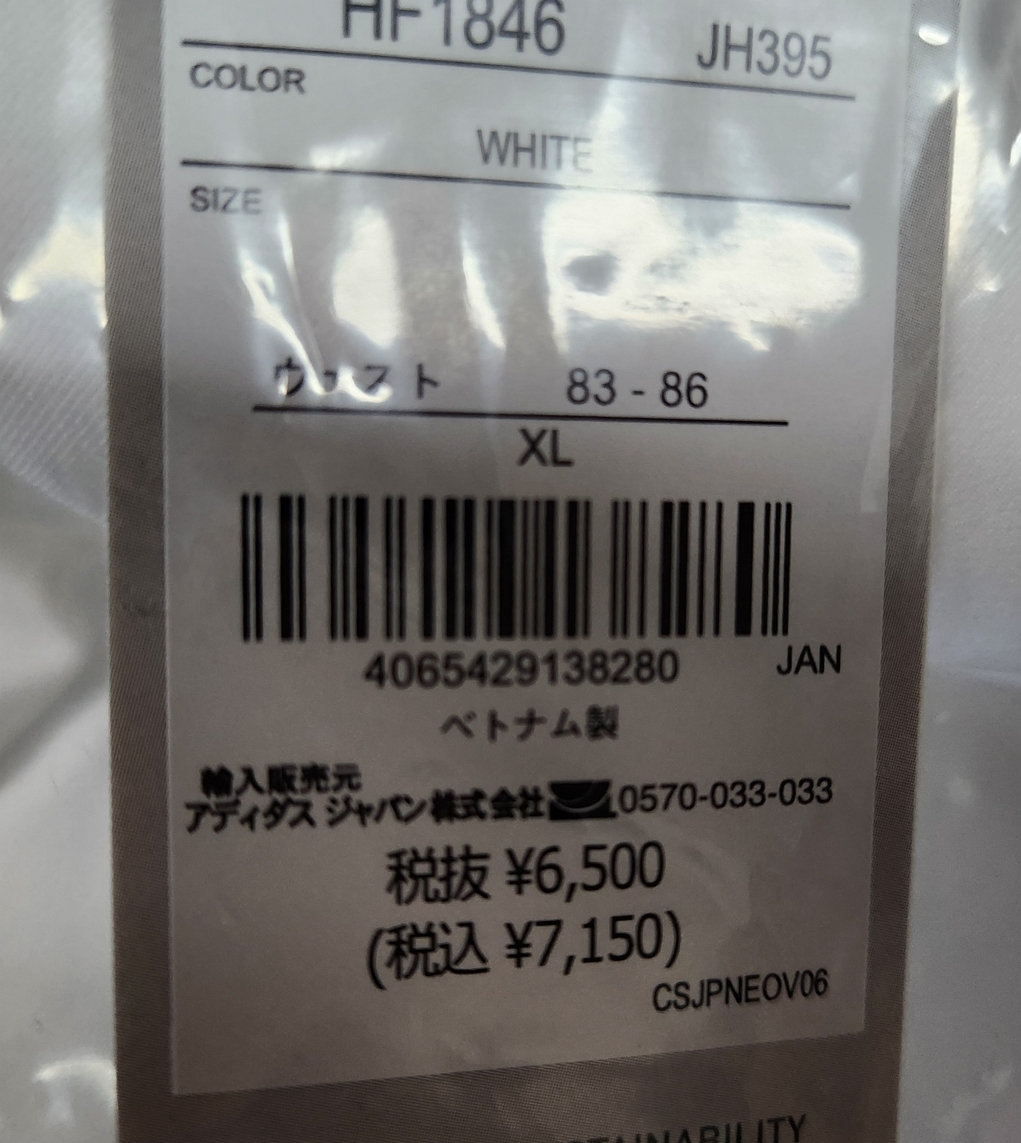 HF1846 JH395
COLOR
WHITE
SIZE
ウェスト 83 - 86
XL
4065429138280 JAN
ベトナム製
輸入販売元
アディダス ジャパン株式会社 0570-033-033
税抜 ¥6,500
(税込 ¥7,150)
CSJPNEOV06